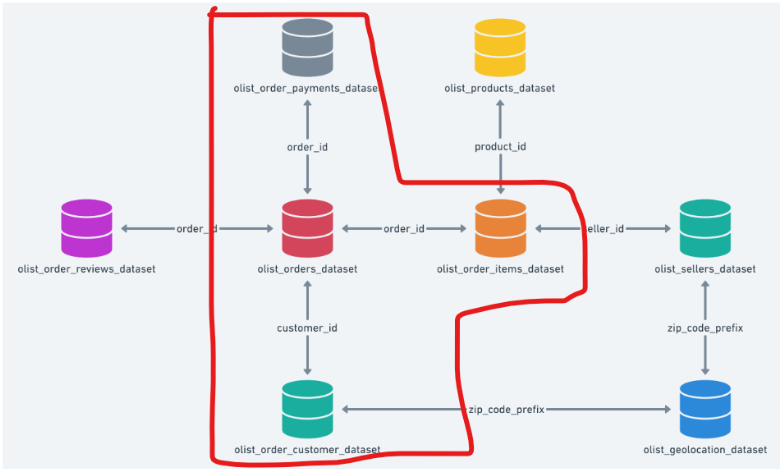 olist_order_payments_dataset
olist_products_dataset
order_id
product_id
order_id
order_id
seller_id
olist_order_reviews_dataset
olist_orders_dataset
olist_order_items_dataset
olist_sellers_dataset
customer_id
zip_code_prefix
zip_code_prefix
olist_order_customer_dataset
olist_geolocation_dataset